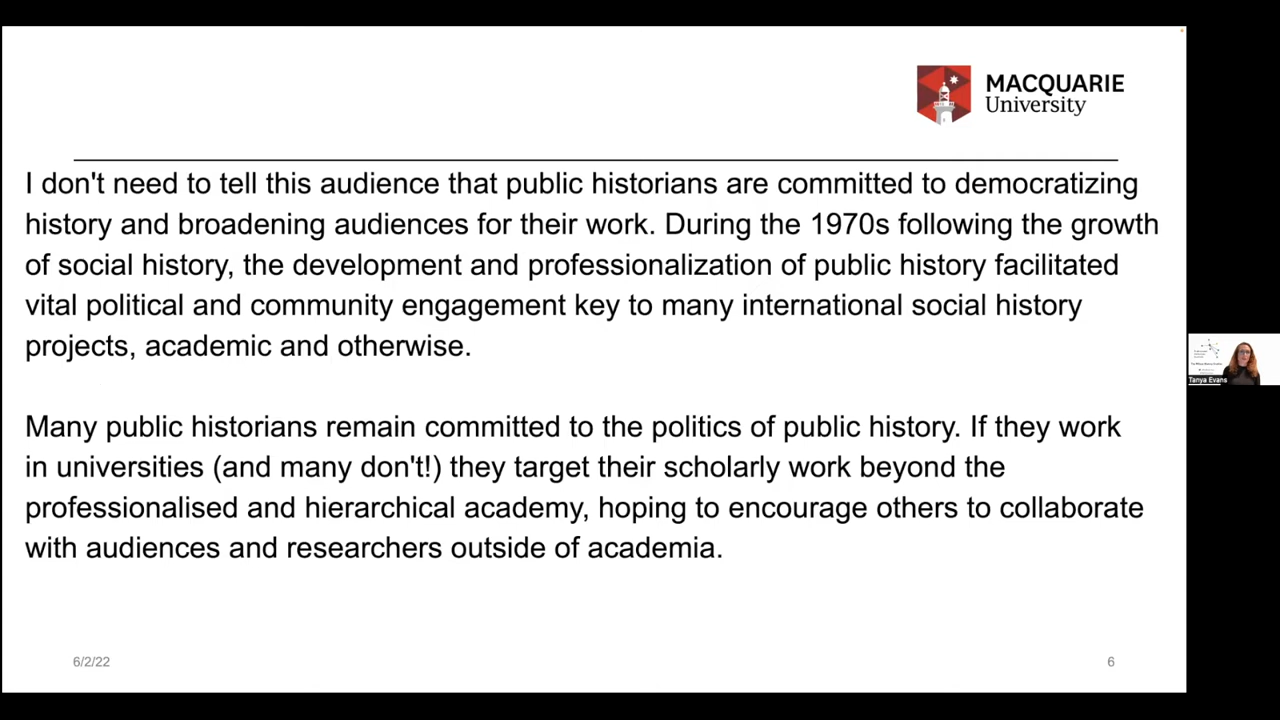 MACQUARIE
University
I don't need to tell this audience that public historians are committed to democratizing
history and broadening audiences for their work. During the 1970s following the growth
of social history, the development and professionalization of public history facilitated
vital political and community engagement key to many international social history
projects, academic and otherwise.
Many public historians remain committed to the politics of public history. If they work
in universities (and many don't!) they target their scholarly work beyond the
professionalised and hierarchical academy, hoping to encourage others to collaborate
with audiences and researchers outside of academia.
Tanya Evans
6/2/22
6